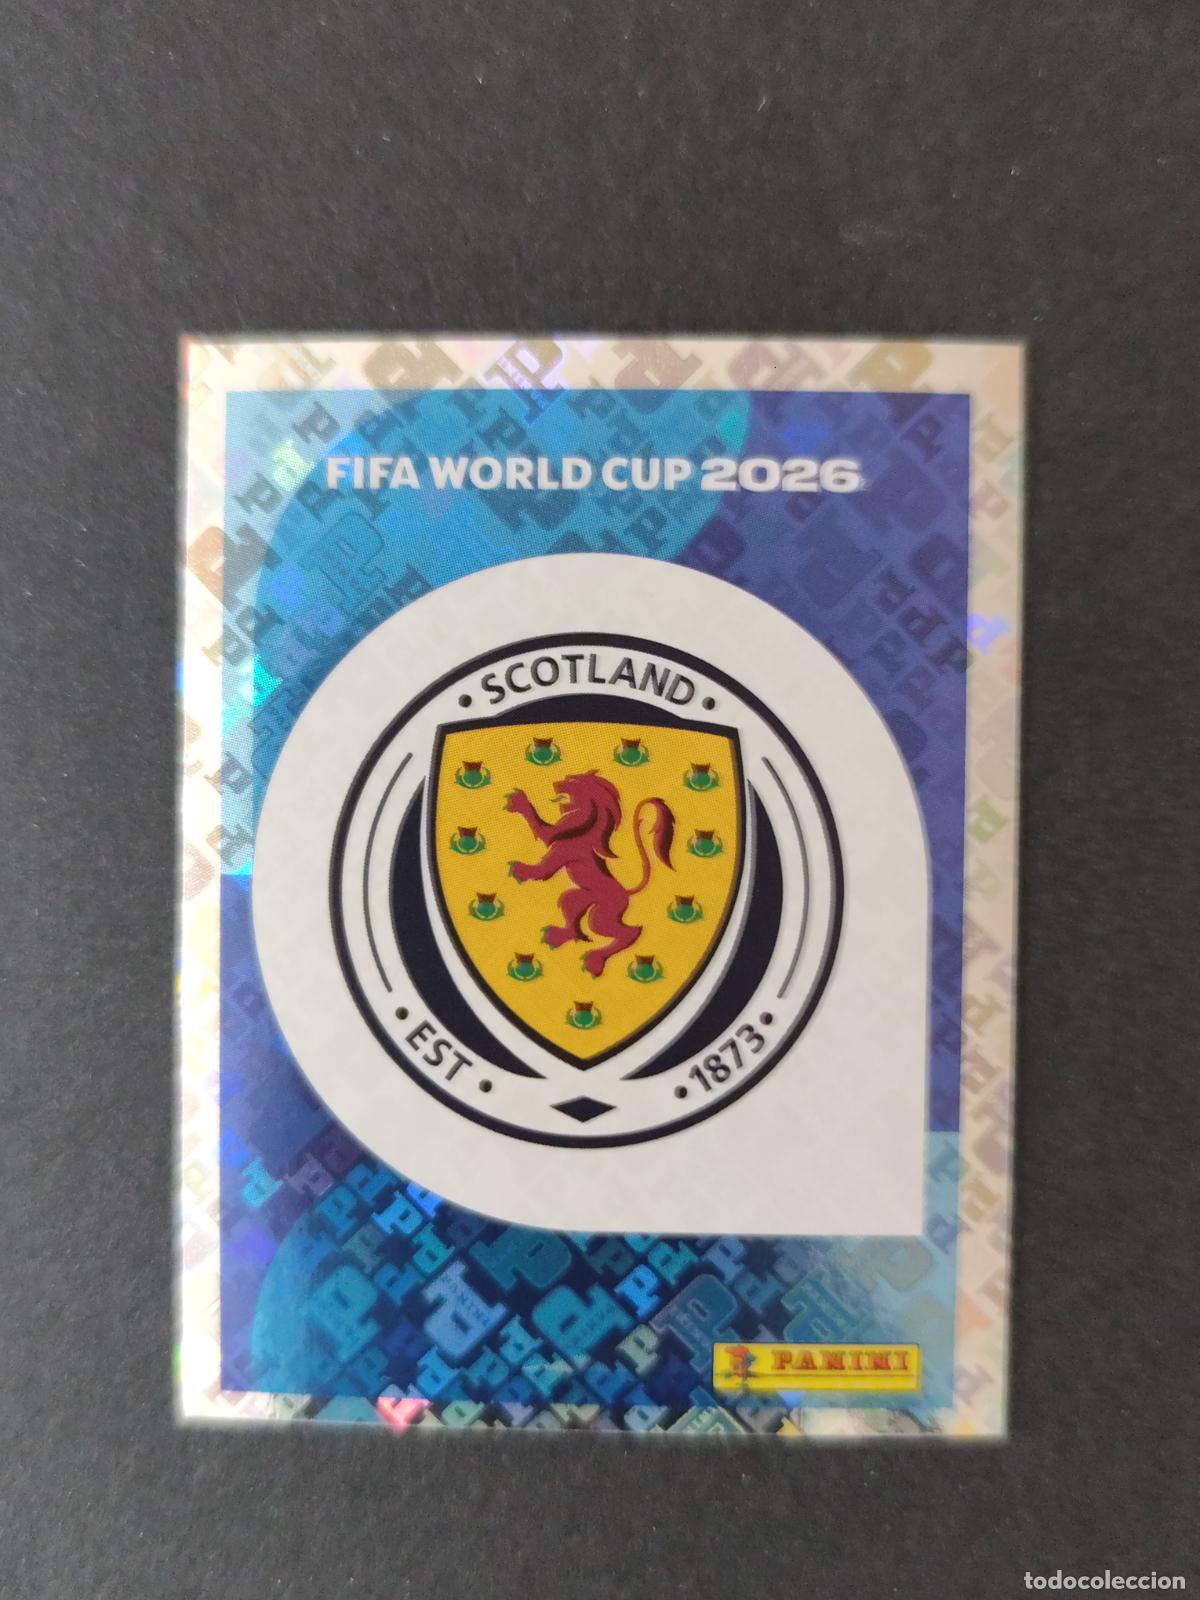 FIFA WORLD CUP 2026
• SCOTLAND •
• EST •
• 1873 •
PANINI
todocoleccion